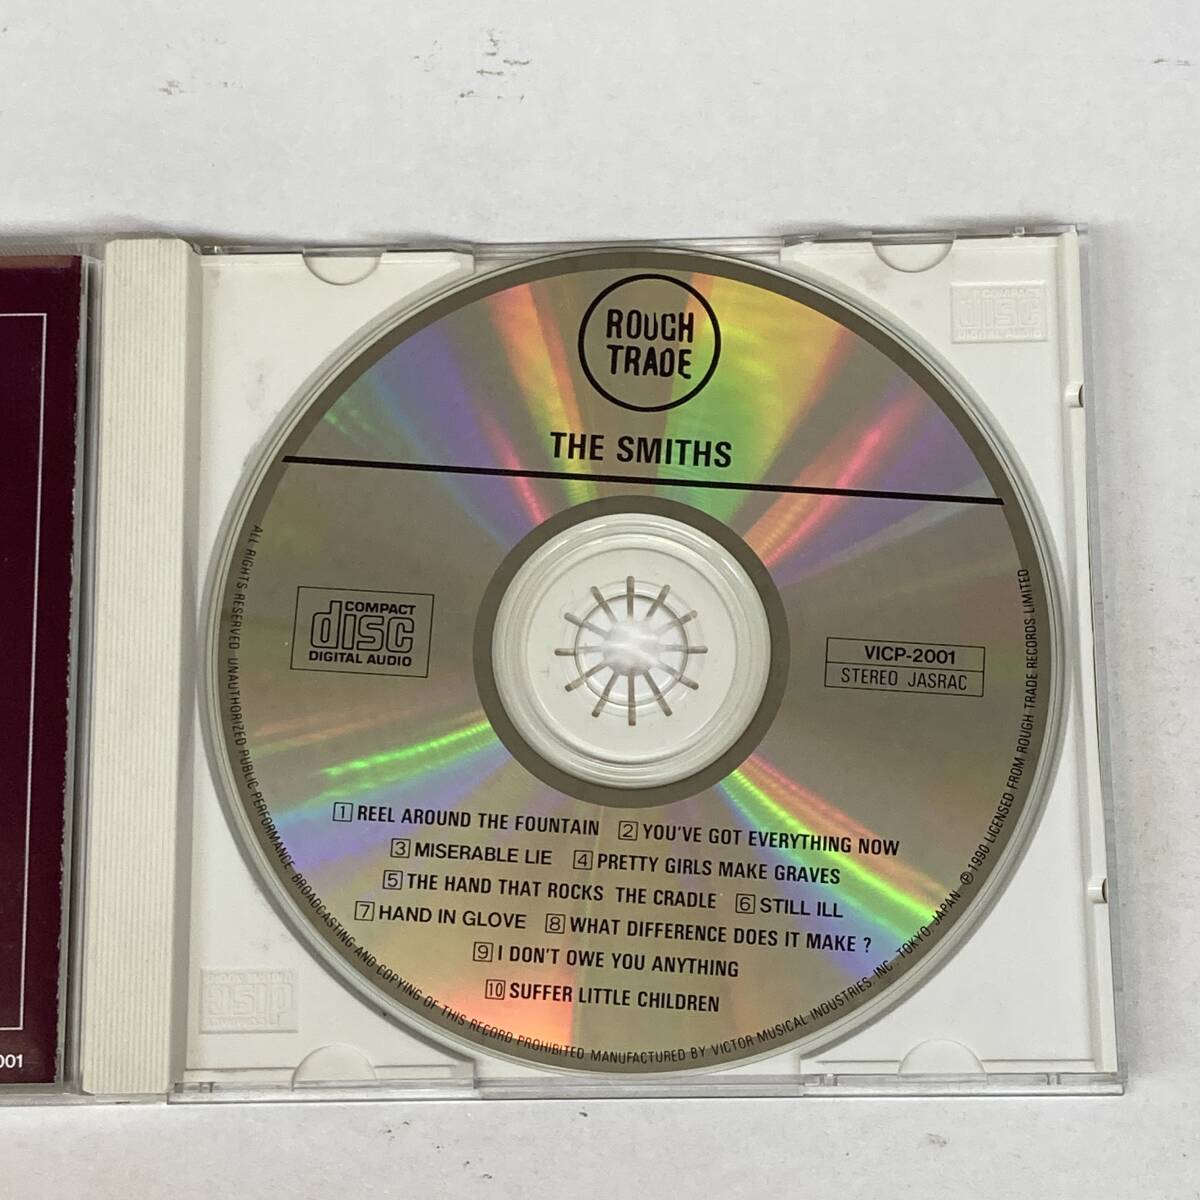 ROUGH
TRADE
THE SMITHS
COMPACT
disc
DIGITAL AUDIO
VICP-2001
STEREO JASRAC
1 REEL AROUND THE FOUNTAIN 2 YOU'VE GOT EVERYTHING NOW
3 MISERABLE LIE 4 PRETTY GIRLS MAKE GRAVES
5 THE HAND THAT ROCKS THE CRADLE 6 STILL ILL
7 HAND IN GLOVE 8 WHAT DIFFERENCE DOES IT MAKE ?
9 I DON'T OWE YOU ANYTHING
10 SUFFER LITTLE CHILDREN
ALL RIGHTS RESERVED. UNAUTHORIZED PUBLIC PERFORMANCE, BROADCASTING AND COPYING OF THIS RECORD PROHIBITED MANUFACTURED BY VICTOR MUSICAL INDUSTRIES, INC., TOKYO, JAPAN ℗1990 LICENSED FROM ROUGH TRADE RECORDS LIMITED
COMPACT
disc
DIGITAL AUDIO
COMPACT
disc
DIGITAL AUDIO
001